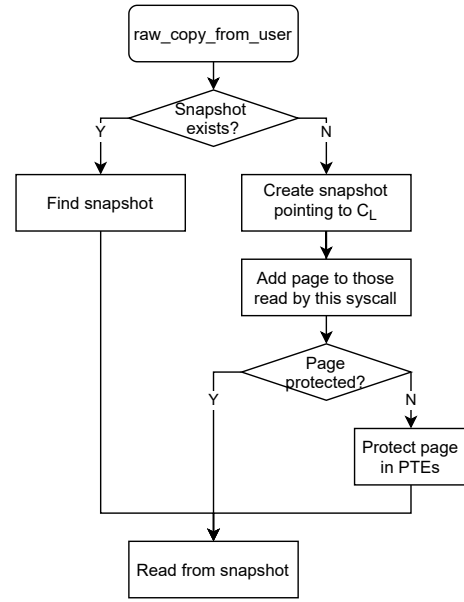 raw_copy_from_user
Snapshot
exists?
Y
N
Find snapshot
Create snapshot
pointing to C_L
Add page to those
read by this syscall
Page
protected?
Y
N
Protect page
in PTEs
Read from snapshot